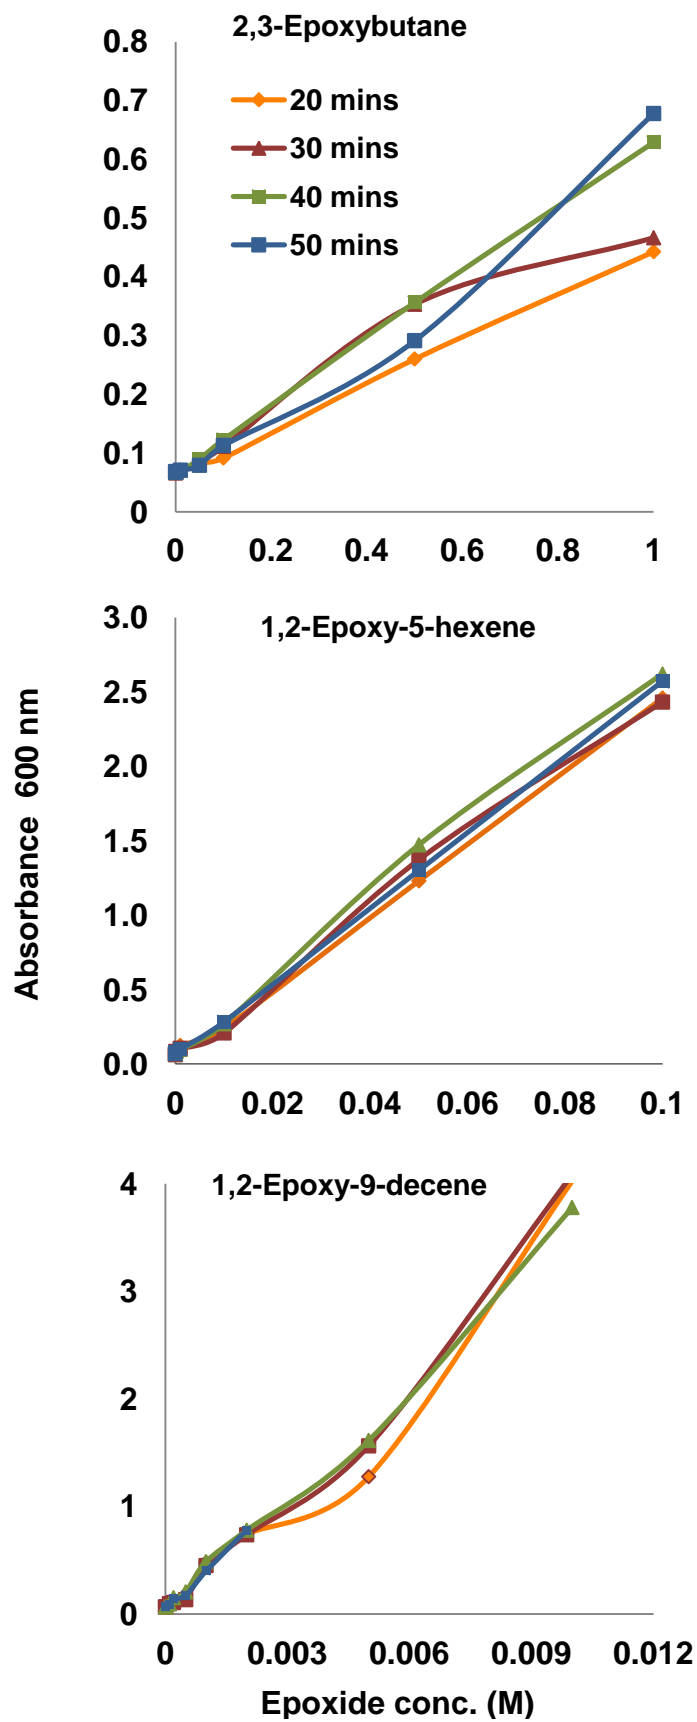 2,3-Epoxybutane
0.8
0.7
0.6
0.5
0.4
0.3
0.2
0.1
0
20 mins
30 mins
40 mins
50 mins
0 0.2 0.4 0.6 0.8 1
1,2-Epoxy-5-hexene
Absorbance 600 nm
3.0
2.5
2.0
1.5
1.0
0.5
0.0
0 0.02 0.04 0.06 0.08 0.1
1,2-Epoxy-9-decene
4
3
2
1
0
0 0.003 0.006 0.009 0.012
Epoxide conc. (M)